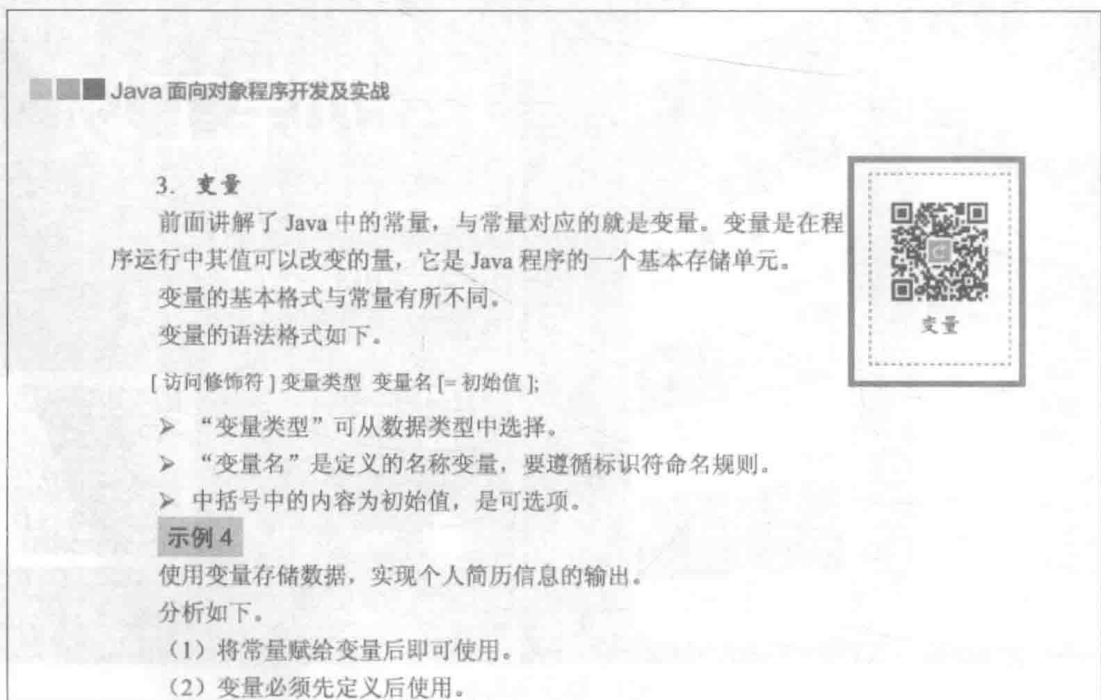 Java 面向对象程序开发及实战
3. 变量
前面讲解了 Java 中的常量，与常量对应的就是变量。变量是在程
序运行中其值可以改变的量，它是 Java 程序的一个基本存储单元。
变量的基本格式与常量有所不同。
变量的语法格式如下。
[ 访问修饰符 ] 变量类型 变量名 [= 初始值 ];
➢ “变量类型”可从数据类型中选择。
➢ “变量名”是定义的名称变量，要遵循标识符命名规则。
➢ 中括号中的内容为初始值，是可选项。
示例 4
使用变量存储数据，实现个人简历信息的输出。
分析如下。
（1）将常量赋给变量后即可使用。
（2）变量必须先定义后使用。
变量